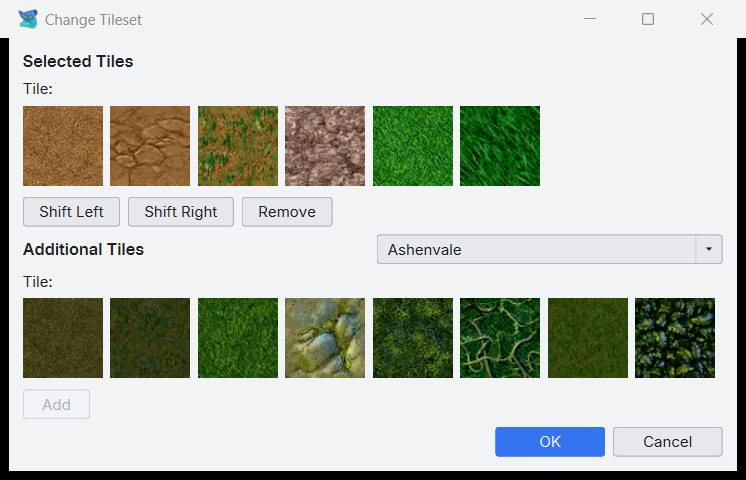 Change Tileset
Selected Tiles
Tile:
Shift Left
Shift Right
Remove
Additional Tiles
Ashenvale
Tile:
Add
OK
Cancel